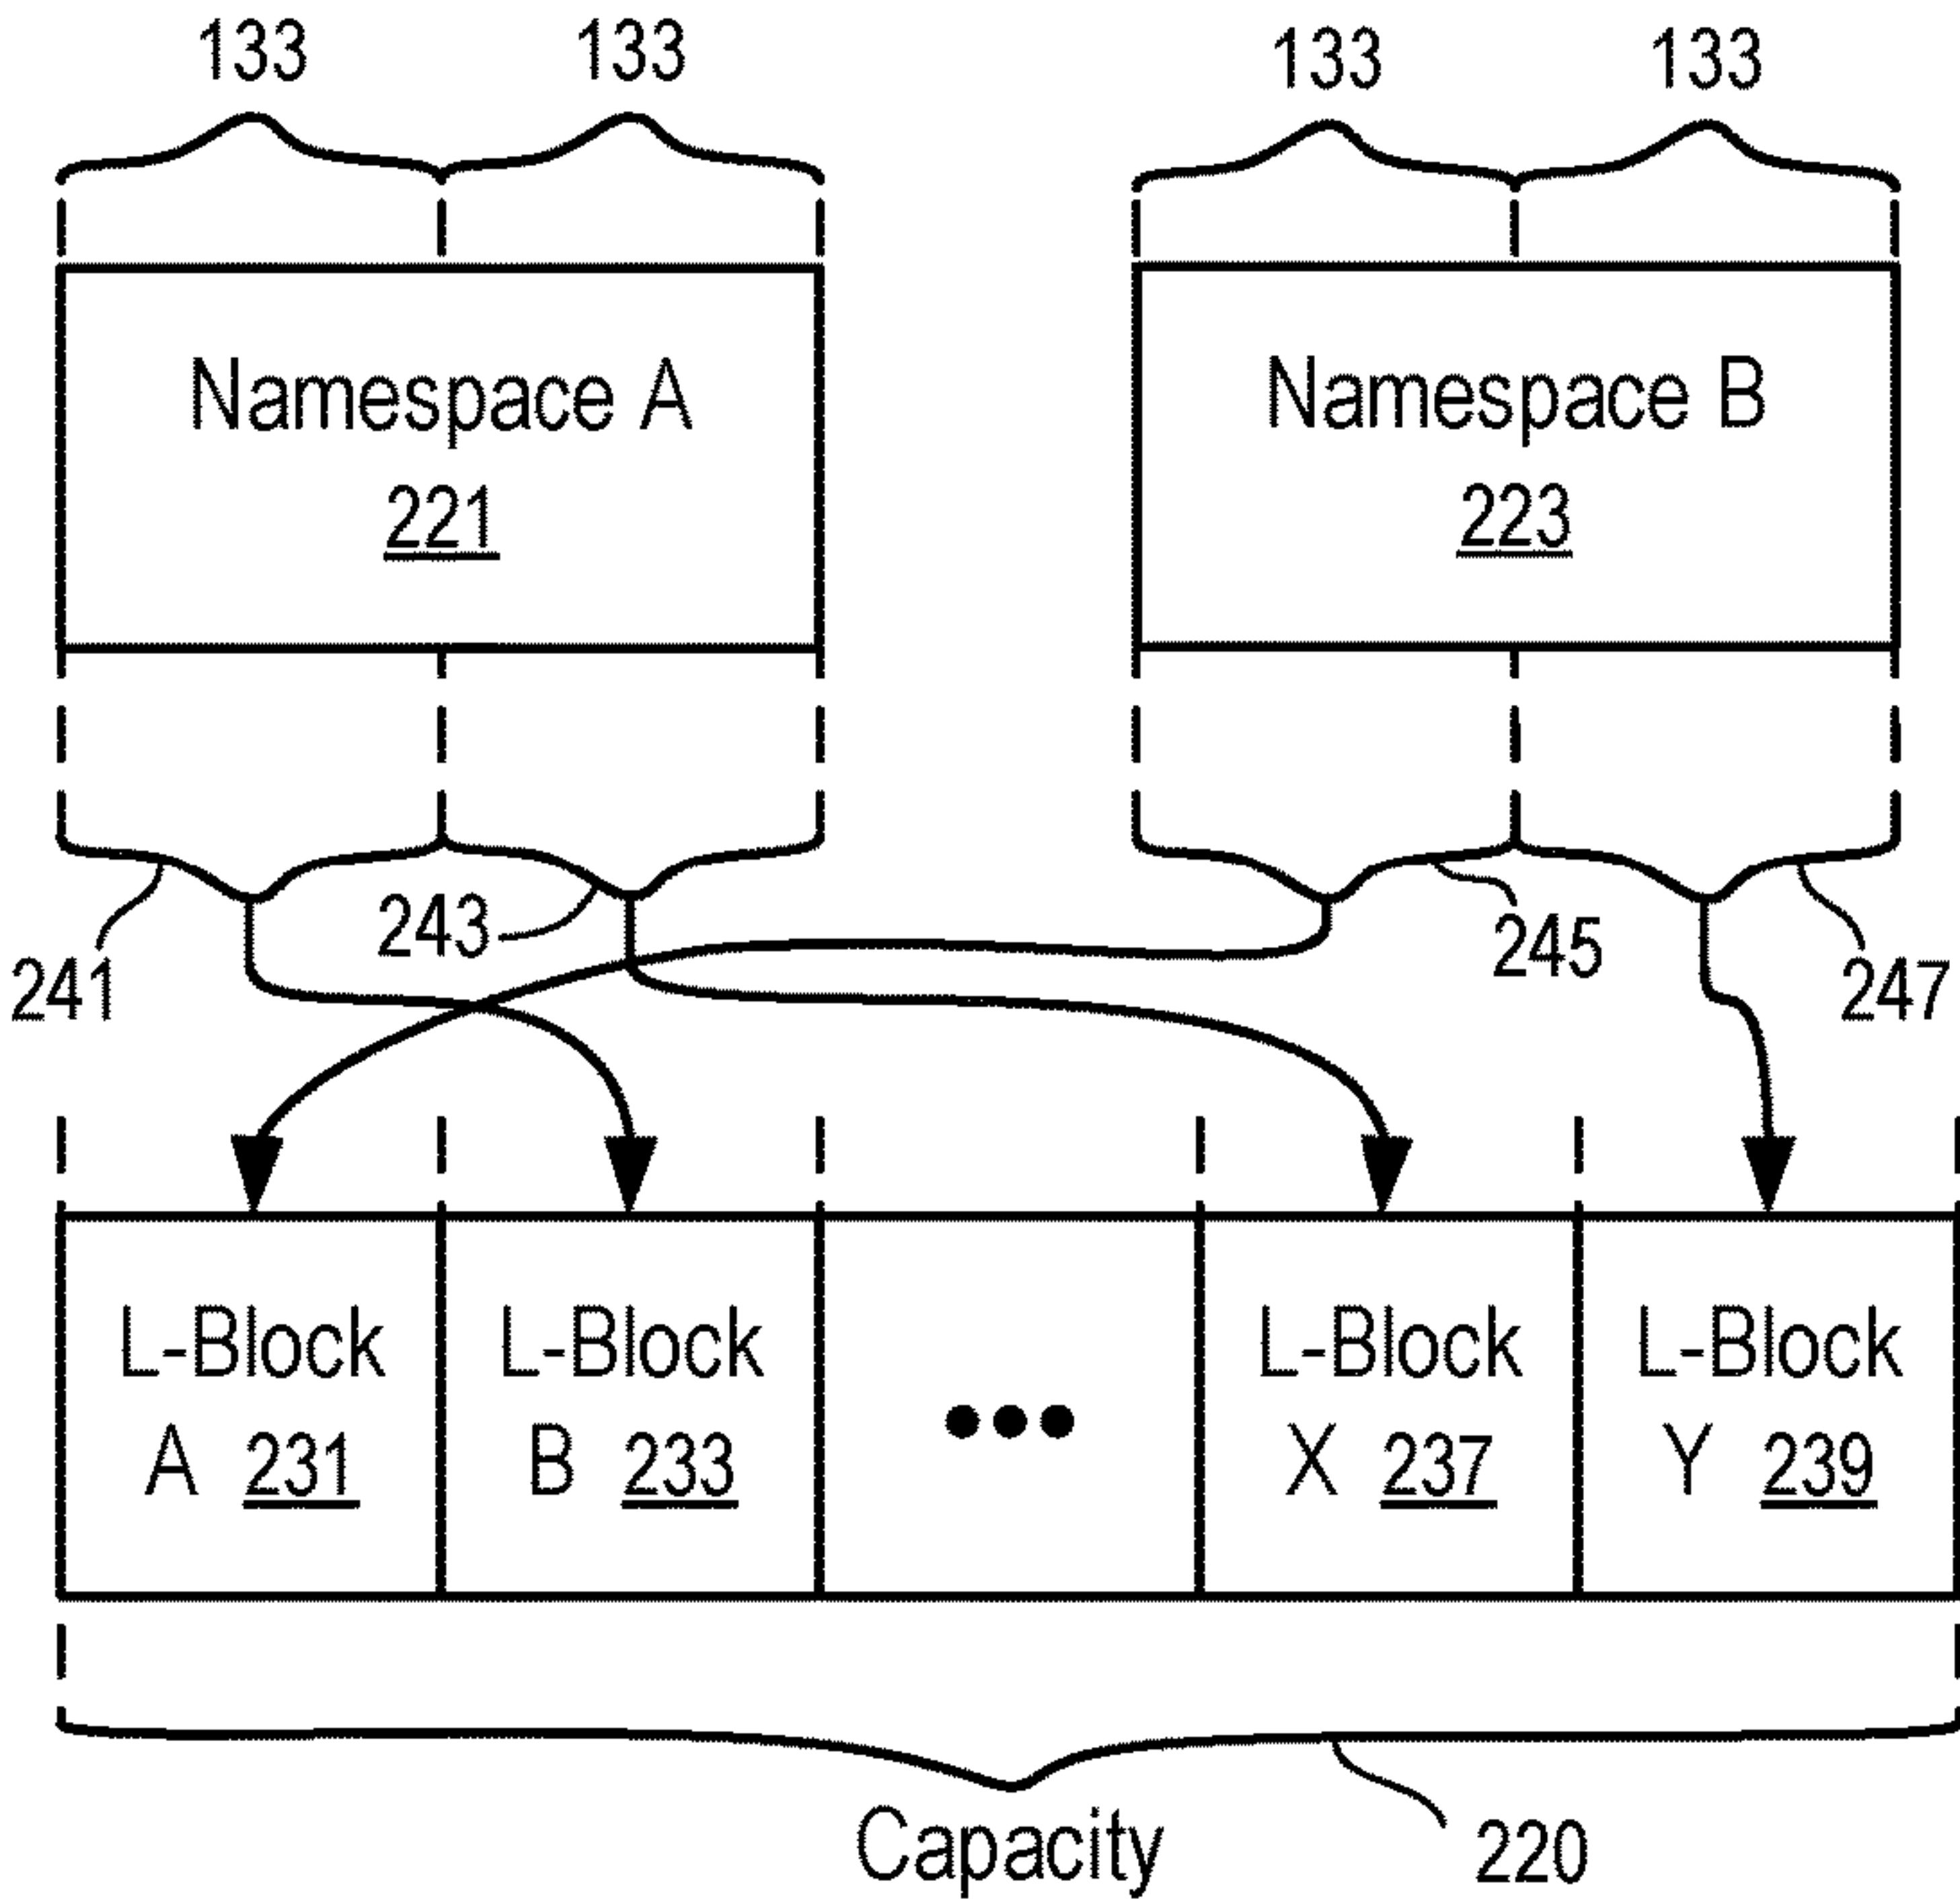 133 133 133 133
Namespace A
221
Namespace B
223
241 243 245 247
L-Block
A 231
L-Block
B 233
•••
L-Block
X 237
L-Block
Y 239
Capacity 220